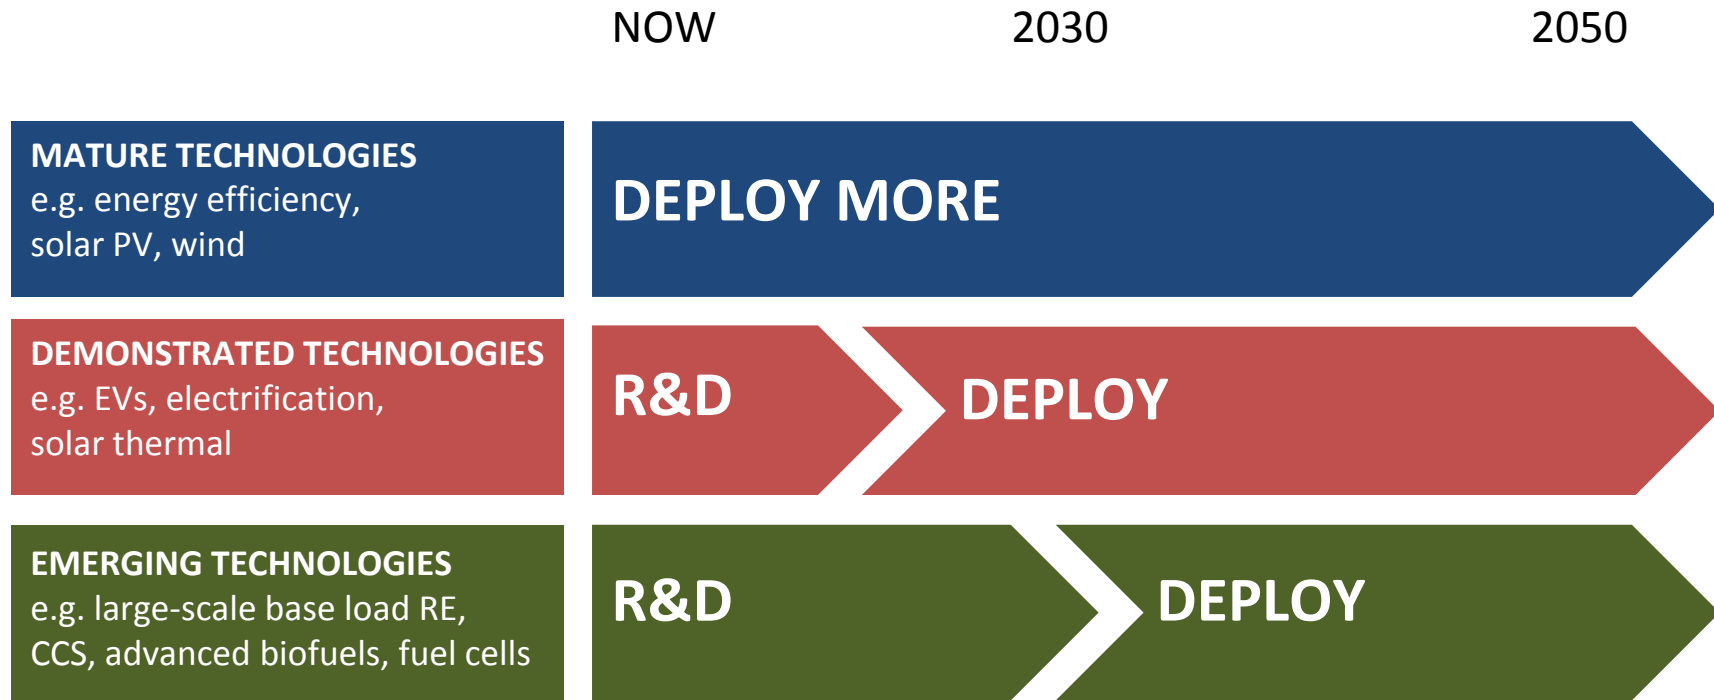 NOW 2030 2050
MATURE TECHNOLOGIES
e.g. energy efficiency,
solar PV, wind
DEPLOY MORE
DEMONSTRATED TECHNOLOGIES
e.g. EVs, electrification,
solar thermal
R&D
DEPLOY
EMERGING TECHNOLOGIES
e.g. large-scale base load RE,
CCS, advanced biofuels, fuel cells
R&D
DEPLOY